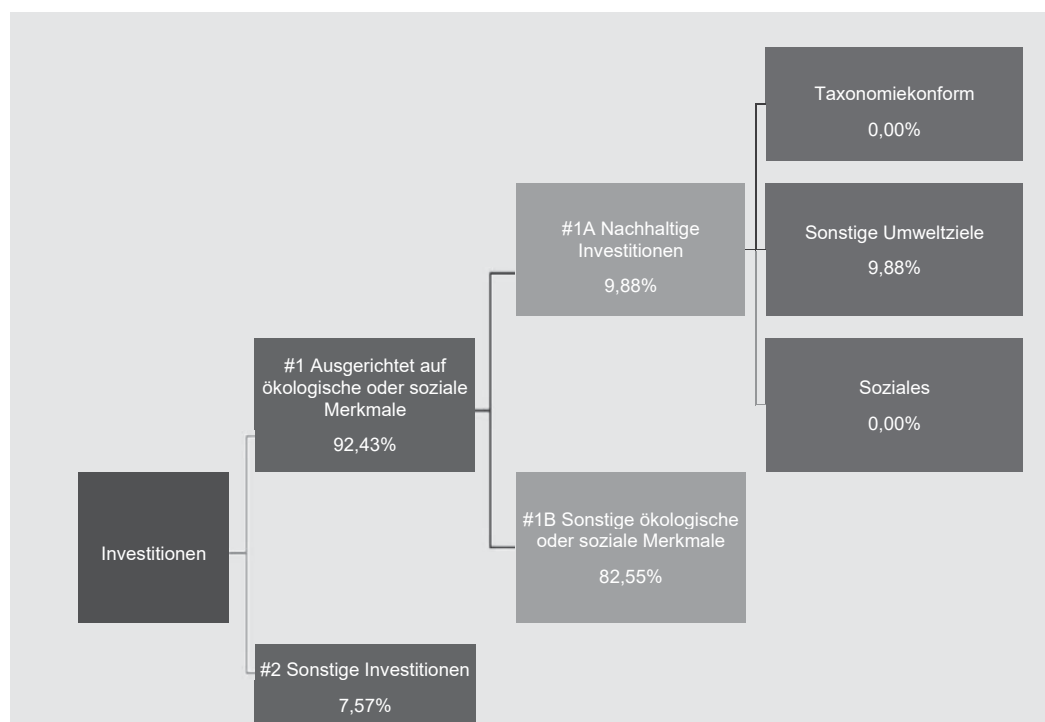 Taxonomiekonform
0,00%
#1A Nachhaltige
Investitionen
9,88%
Sonstige Umweltziele
9,88%
#1 Ausgerichtet auf
ökologische oder soziale
Merkmale
92,43%
Soziales
0,00%
Investitionen
#1B Sonstige ökologische
oder soziale Merkmale
82,55%
#2 Sonstige Investitionen
7,57%